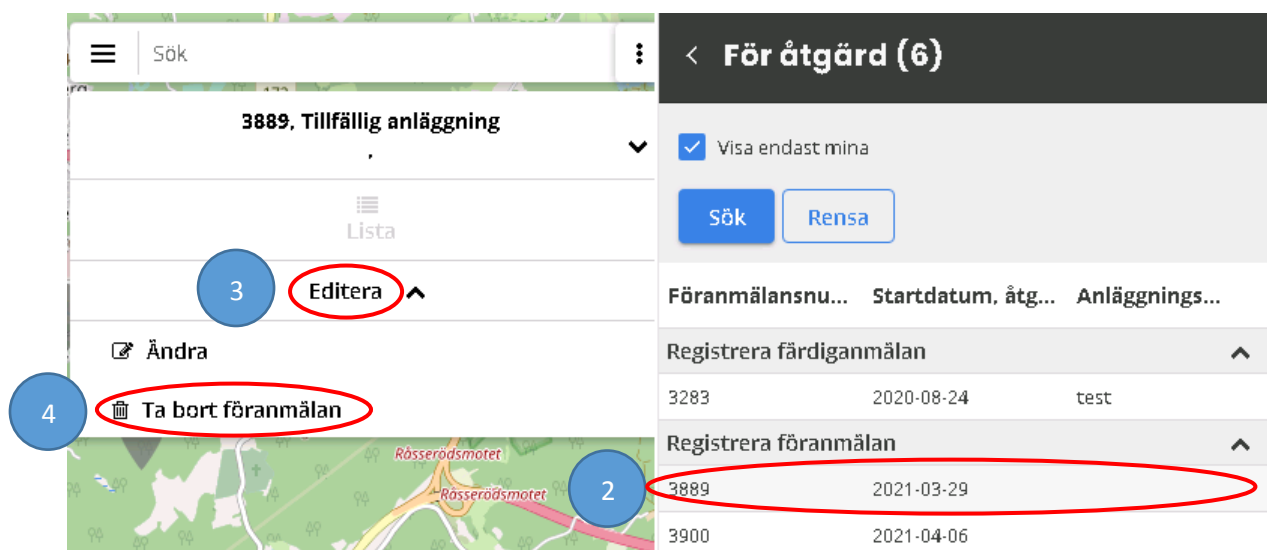 Sök
3889, Tillfällig anläggning
,
Lista
3
Editera
Ändra
4
Ta bort föranmälan
Råsserödsmotet
Råsserödsmotet
För åtgärd (6)
Visa endast mina
Sök
Rensa
Föranmälansnu... Startdatum, åtg... Anläggnings...
Registrera färdiganmälan
3283 2020-08-24 test
Registrera föranmälan
2
3889 2021-03-29
3900 2021-04-06